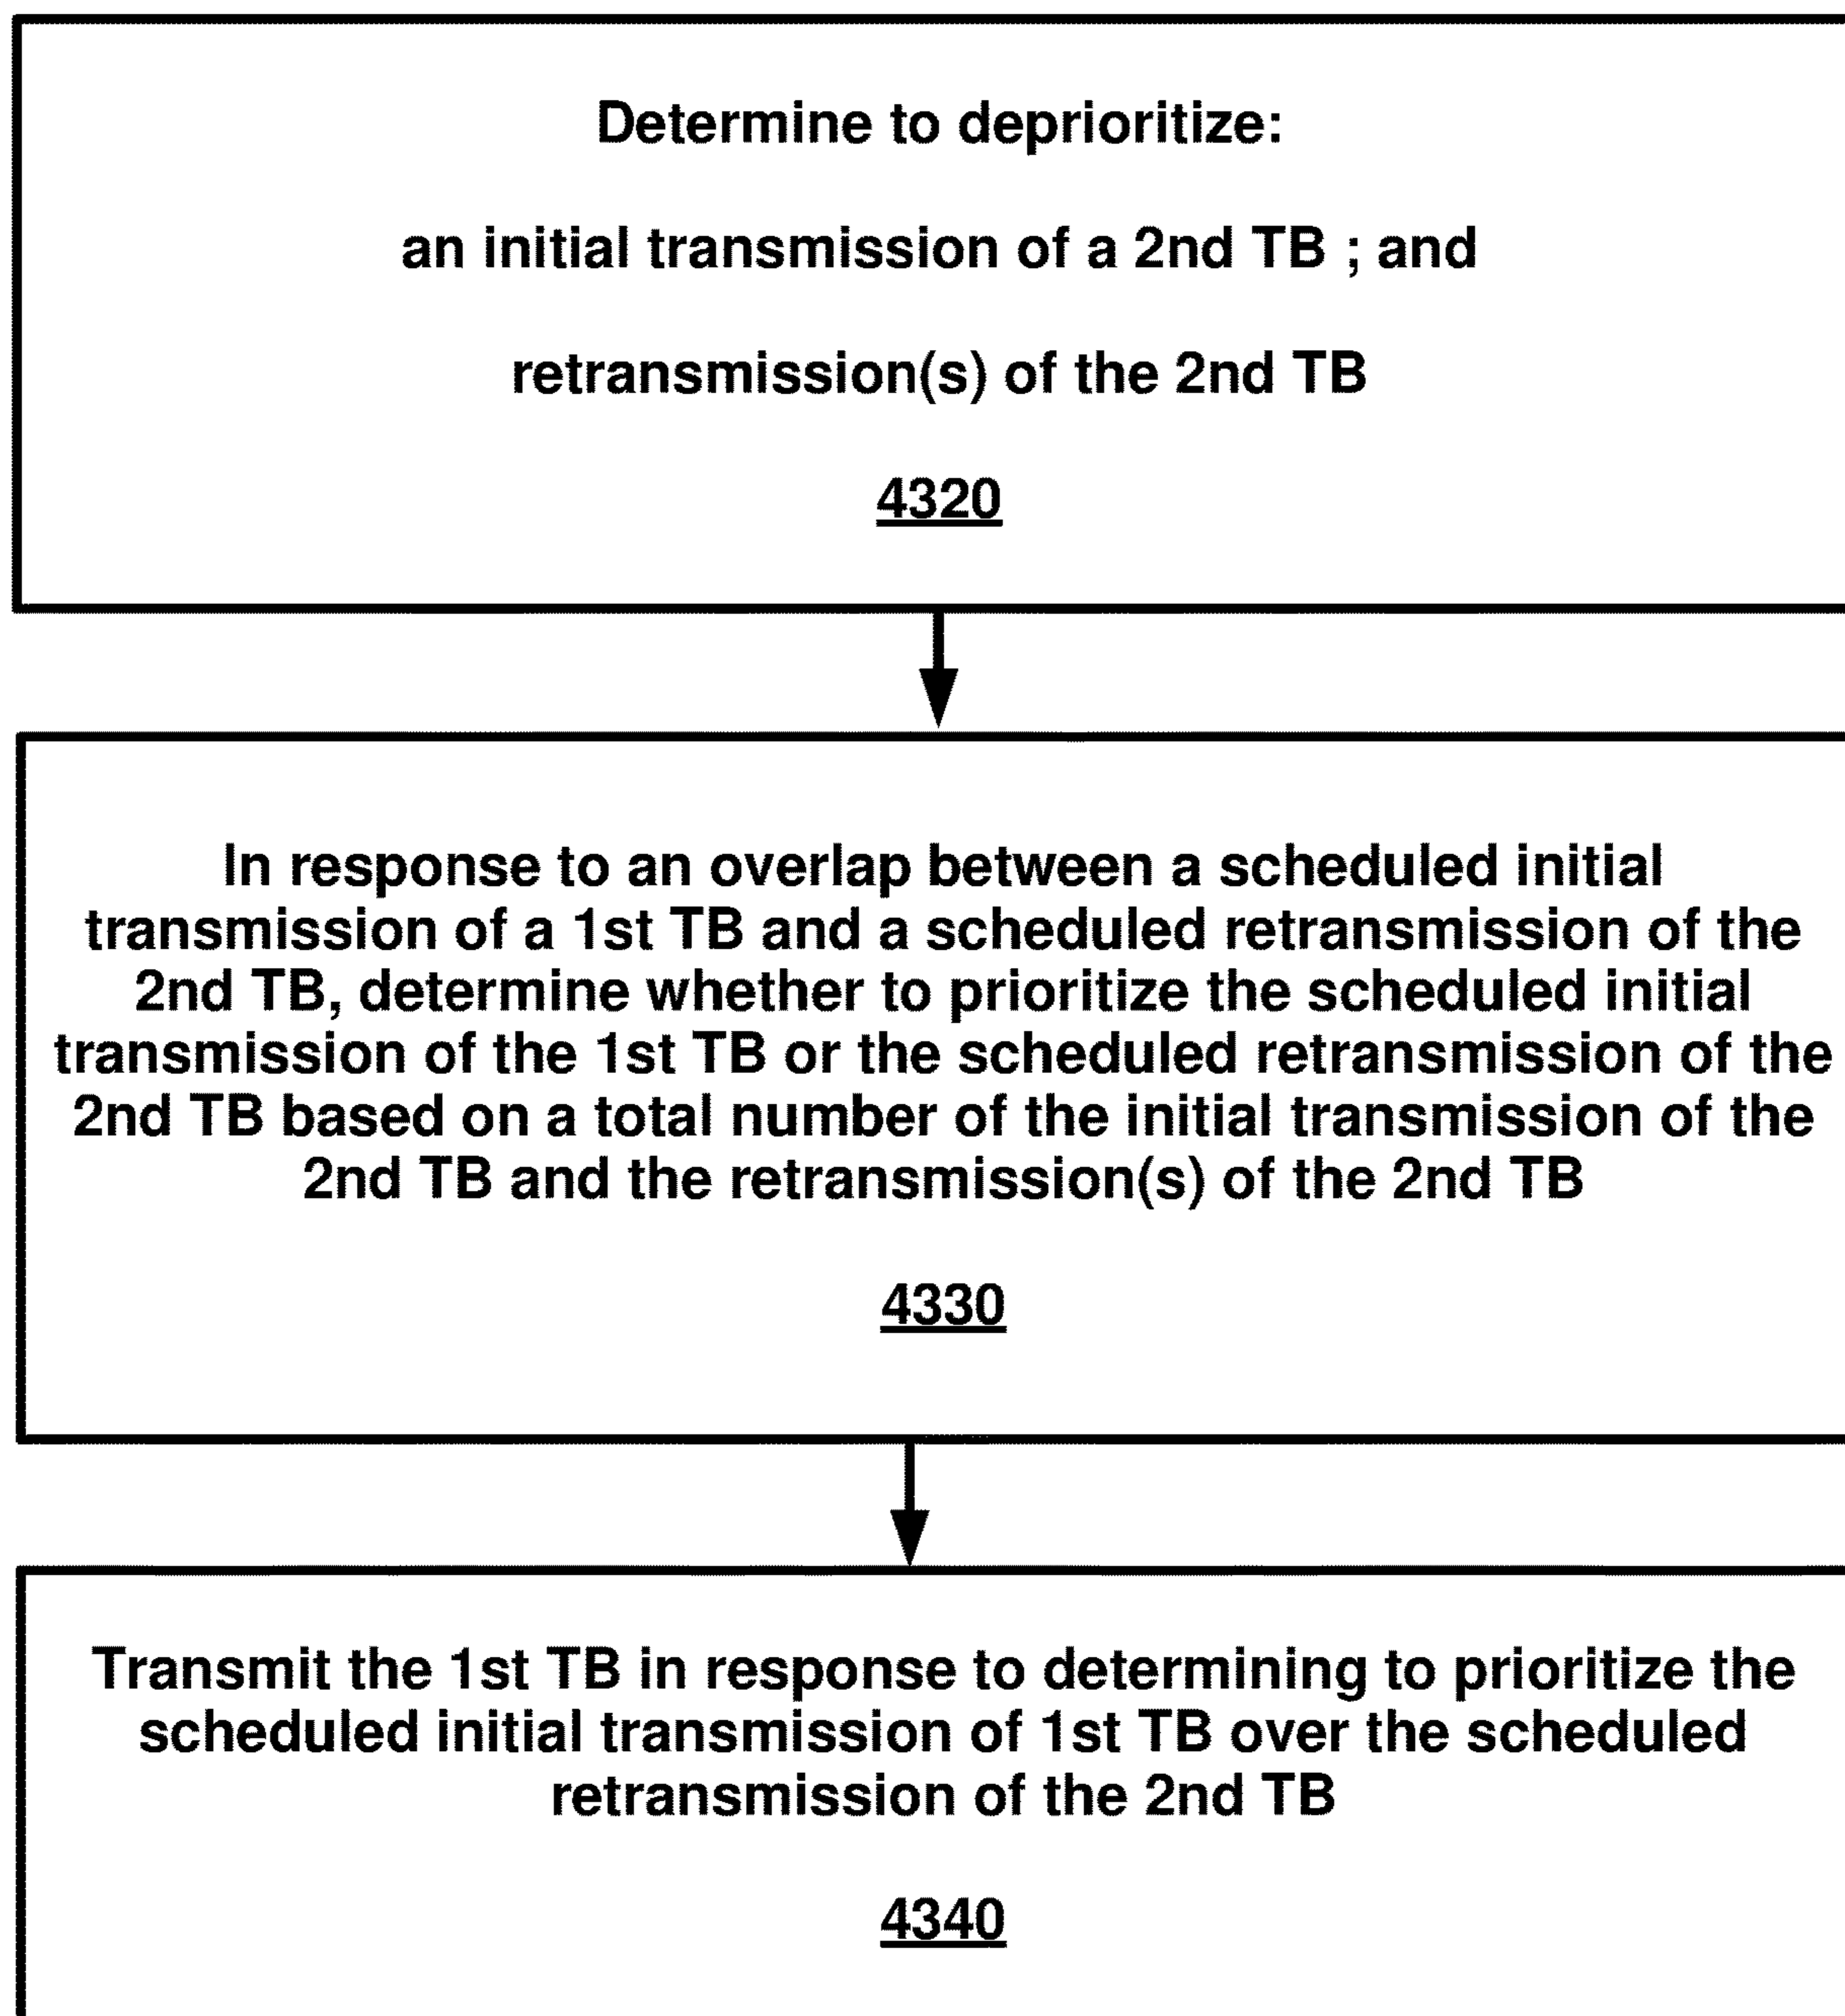 Determine to deprioritize:
an initial transmission of a 2nd TB ; and
retransmission(s) of the 2nd TB
4320
In response to an overlap between a scheduled initial
transmission of a 1st TB and a scheduled retransmission of the
2nd TB, determine whether to prioritize the scheduled initial
transmission of the 1st TB or the scheduled retransmission of the
2nd TB based on a total number of the initial transmission of the
2nd TB and the retransmission(s) of the 2nd TB
4330
Transmit the 1st TB in response to determining to prioritize the
scheduled initial transmission of 1st TB over the scheduled
retransmission of the 2nd TB
4340